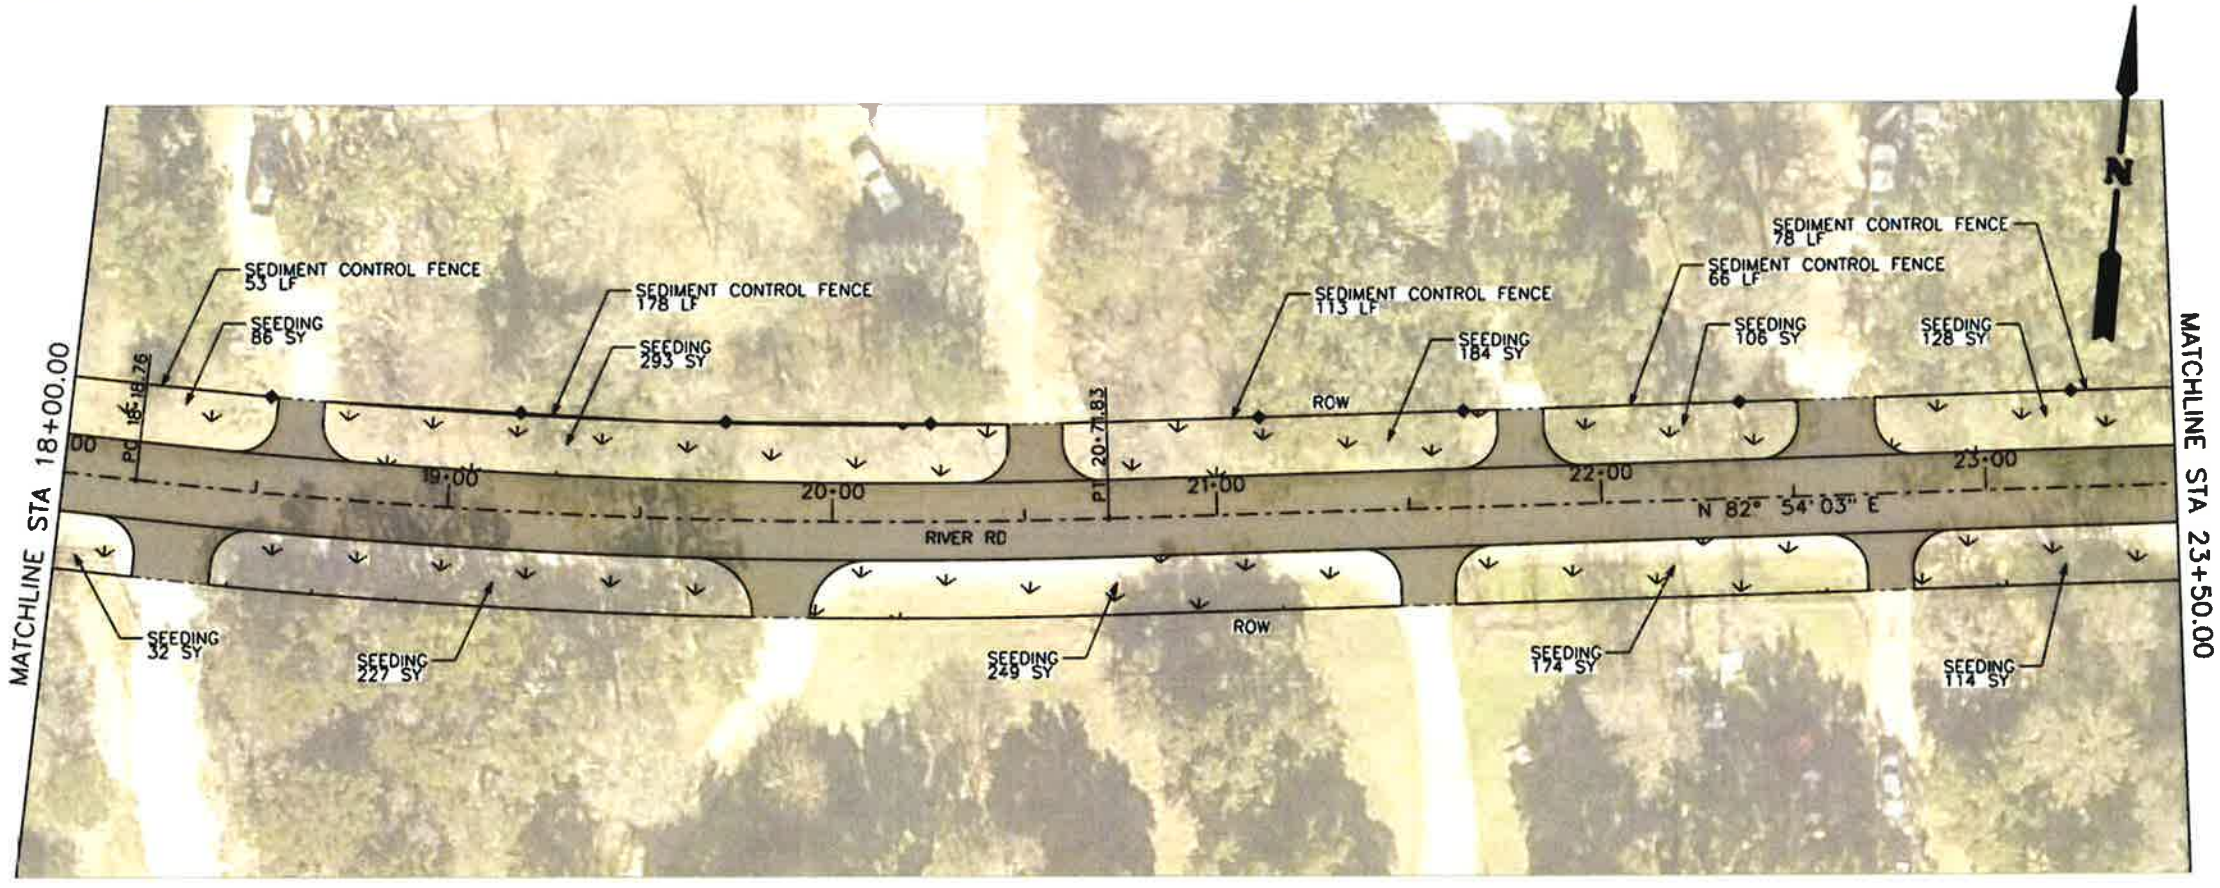 N
SEDIMENT CONTROL FENCE
78 LF
SEDIMENT CONTROL FENCE
53 LF
SEDIMENT CONTROL FENCE
178 LF
SEDIMENT CONTROL FENCE
113 LF
SEDIMENT CONTROL FENCE
66 LF
SEEDING
86 SY
SEEDING
293 SY
SEEDING
184 SY
SEEDING
106 SY
SEEDING
128 SY
MATCHLINE STA 18+00.00
MATCHLINE STA 23+50.00
PC 18+18.76
PT 20+71.83
ROW
00
19+00
20+00
21+00
22+00
23+00
N 82° 54' 03" E
RIVER RD
ROW
SEEDING
32 SY
SEEDING
227 SY
SEEDING
249 SY
SEEDING
174 SY
SEEDING
114 SY